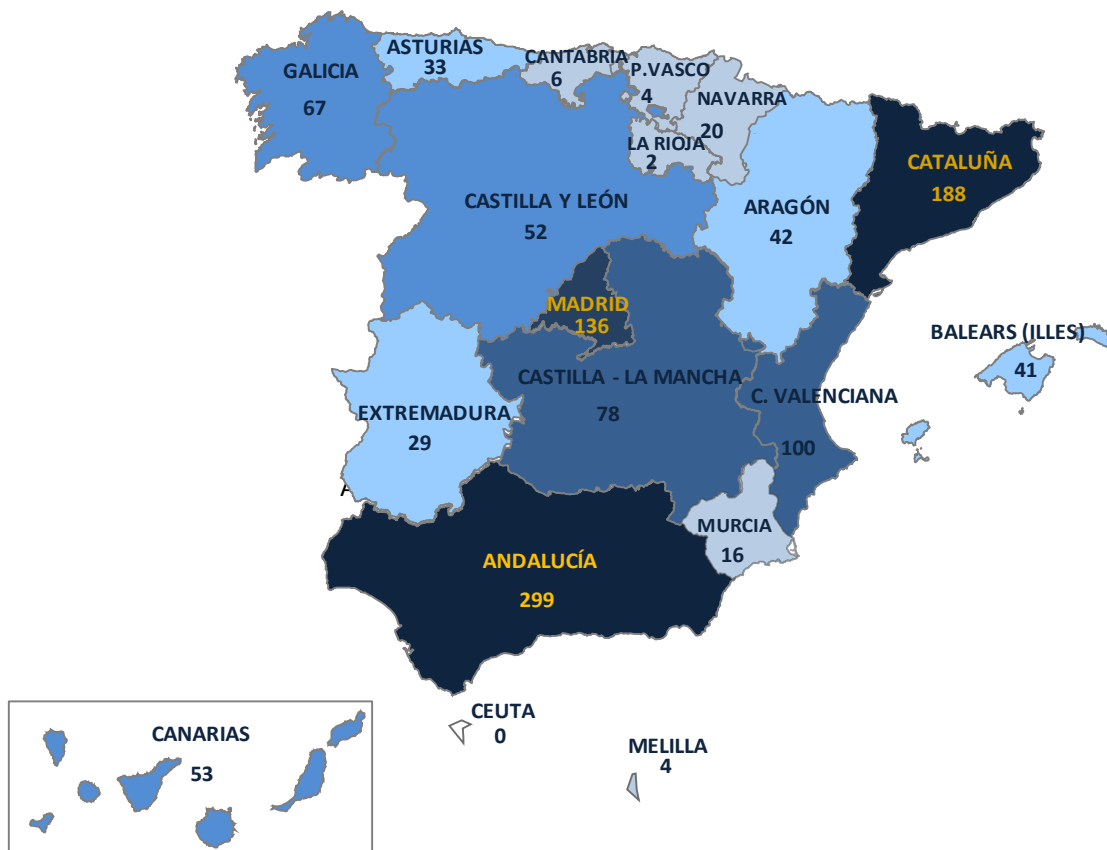 ASTURIAS
33
CANTABRIA
6
P.VASCO
4
GALICIA
67
NAVARRA
20
LA RIOJA
2
CATALUÑA
188
CASTILLA Y LEÓN
52
ARAGÓN
42
MADRID
136
BALEARS (ILLES)
41
CASTILLA - LA MANCHA
78
C. VALENCIANA
100
EXTREMADURA
29
MURCIA
16
ANDALUCÍA
299
CEUTA
0
CANARIAS
53
MELILLA
4